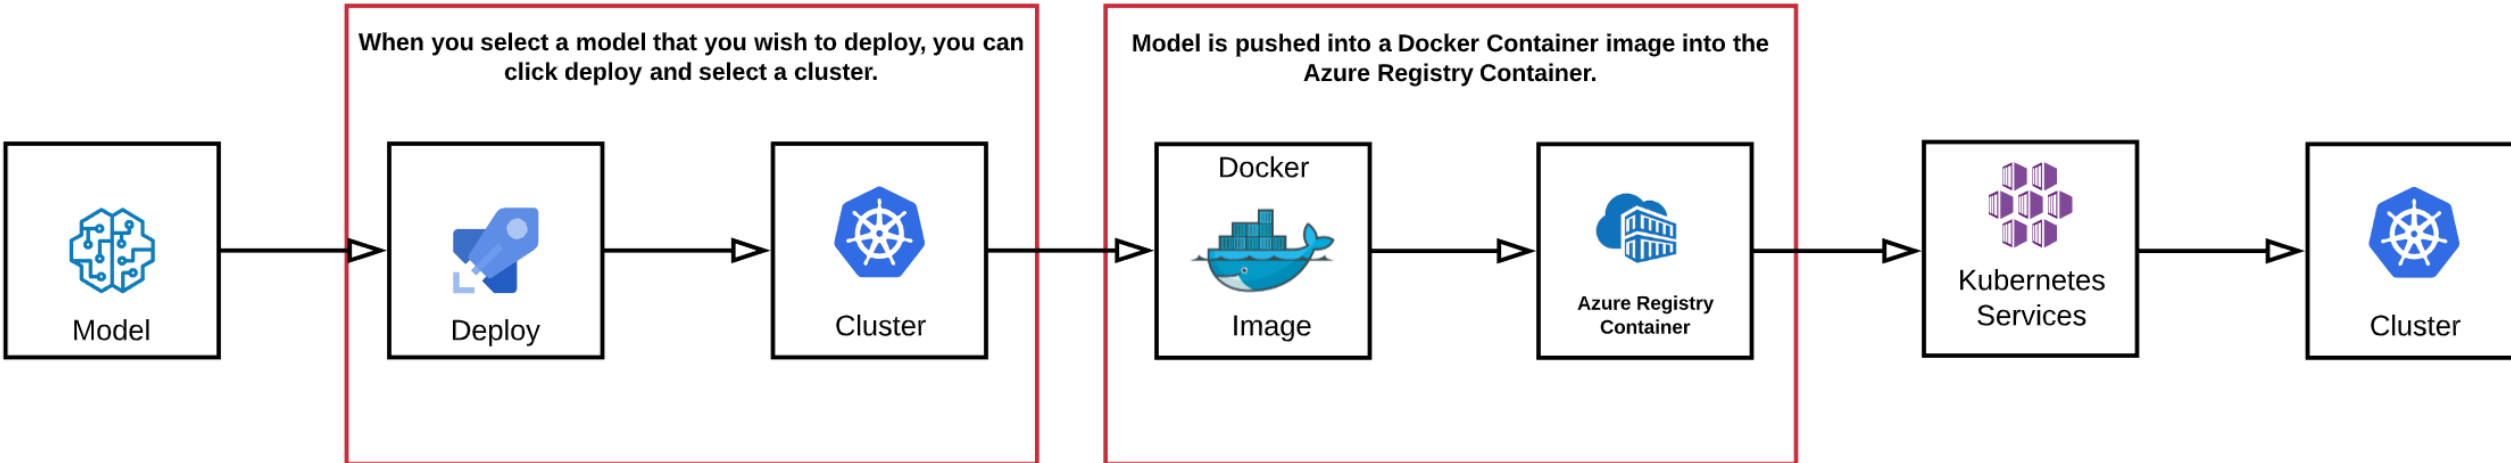 When you select a model that you wish to deploy, you can
click deploy and select a cluster.
Model is pushed into a Docker Container image into the
Azure Registry Container.
Model
Deploy
Cluster
Docker
Image
Azure Registry
Container
Kubernetes
Services
Cluster